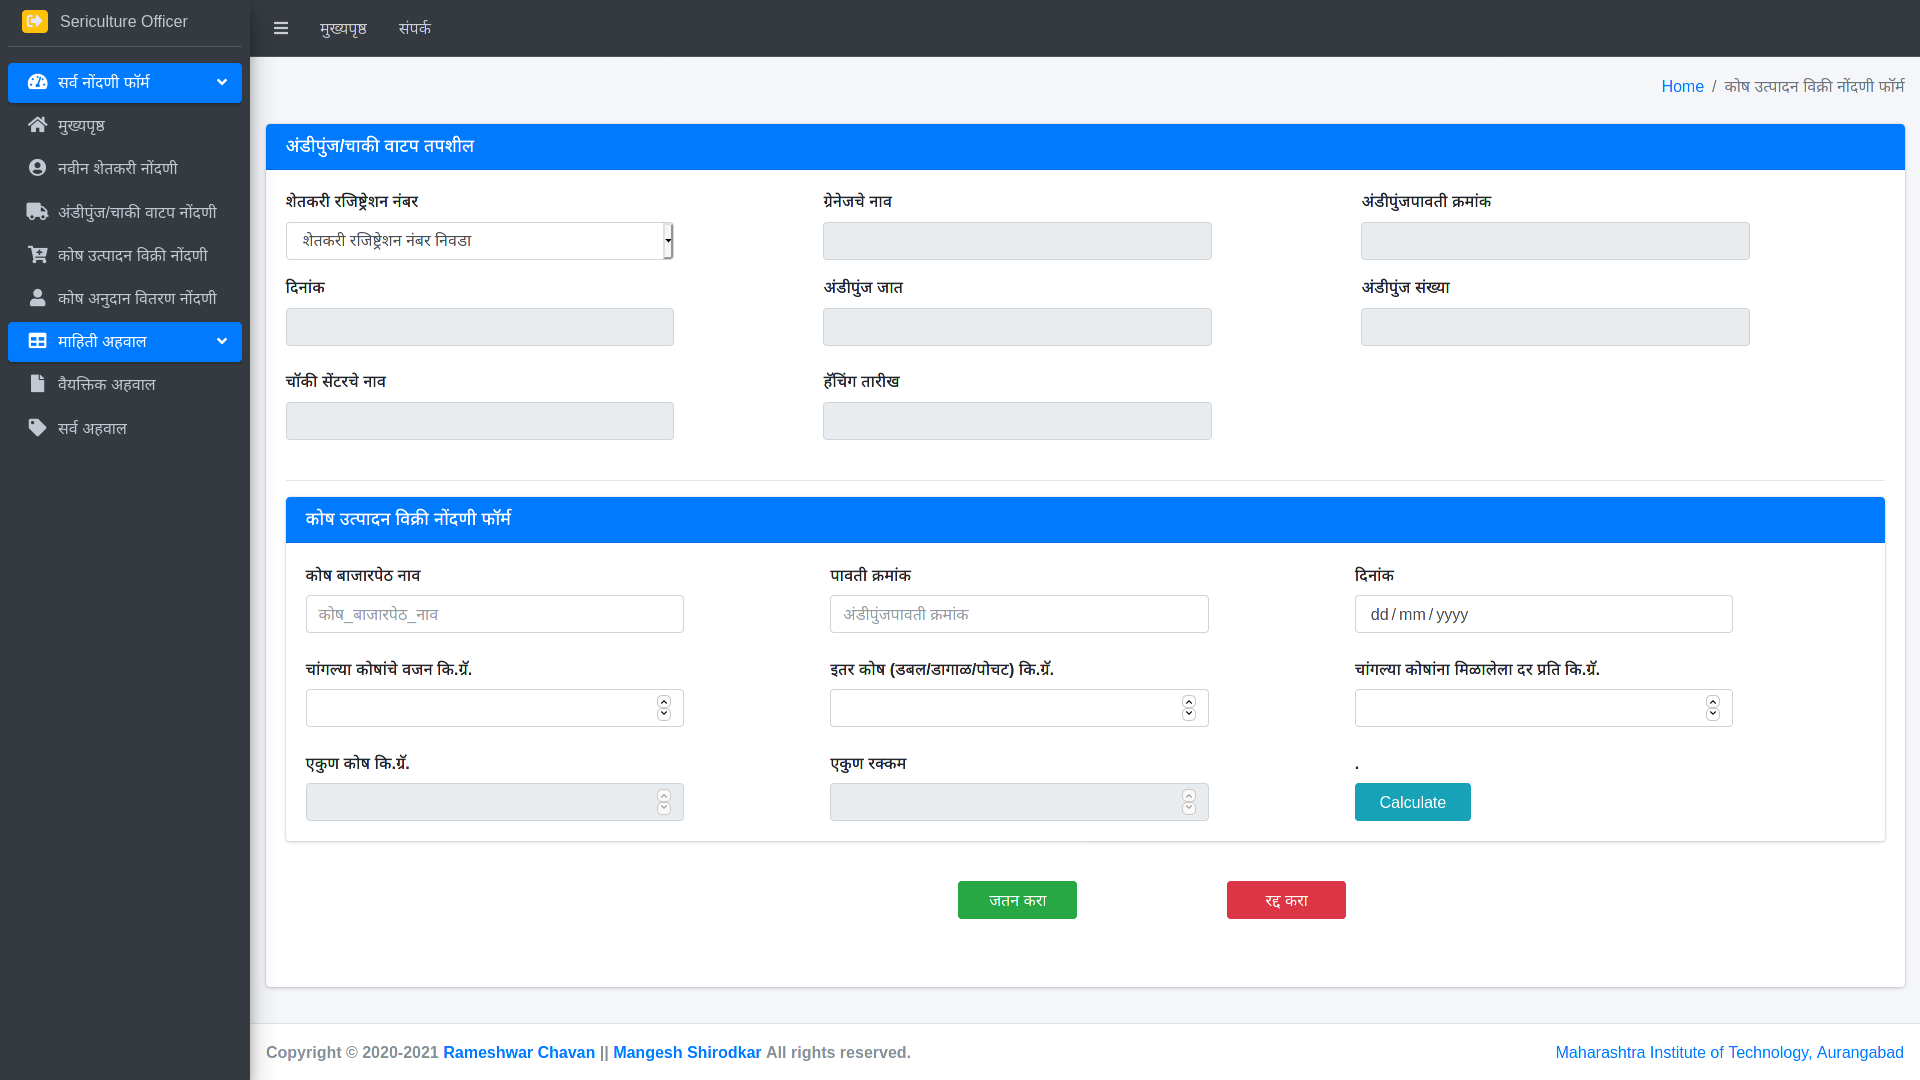 Sericulture Officer
मुख्यपृष्ठ
संपर्क
सर्व नोंदणी फॉर्म
मुख्यपृष्ठ
नवीन शेतकरी नोंदणी
अंडीपुंज/चाकी वाटप नोंदणी
कोष उत्पादन विक्री नोंदणी
कोष अनुदान वितरण नोंदणी
माहिती अहवाल
वैयक्तिक अहवाल
सर्व अहवाल
Home / कोष उत्पादन विक्री नोंदणी फॉर्म
अंडीपुंज/चाकी वाटप तपशील
शेतकरी रजिष्ट्रेशन नंबर
ग्रेनेजचे नाव
अंडीपुंजपावती क्रमांक
शेतकरी रजिष्ट्रेशन नंबर निवडा
दिनांक
अंडीपुंज जात
अंडीपुंज संख्या
चॉकी सेंटरचे नाव
हॅचिंग तारीख
कोष उत्पादन विक्री नोंदणी फॉर्म
कोष बाजारपेठ नाव
पावती क्रमांक
दिनांक
कोष_बाजारपेठ_नाव
अंडीपुंजपावती क्रमांक
dd/mm/yyyy
चांगल्या कोषांचे वजन कि.ग्रॅ.
इतर कोष (डबल/डागाळ/पोचट) कि.ग्रॅ.
चांगल्या कोषांना मिळालेला दर प्रति कि.ग्रॅ.
एकुण कोष कि.ग्रॅ.
एकुण रक्कम
.
Calculate
जतन करा
रद्द करा
Copyright © 2020-2021 Rameshwar Chavan || Mangesh Shirodkar All rights reserved.
Maharashtra Institute of Technology, Aurangabad